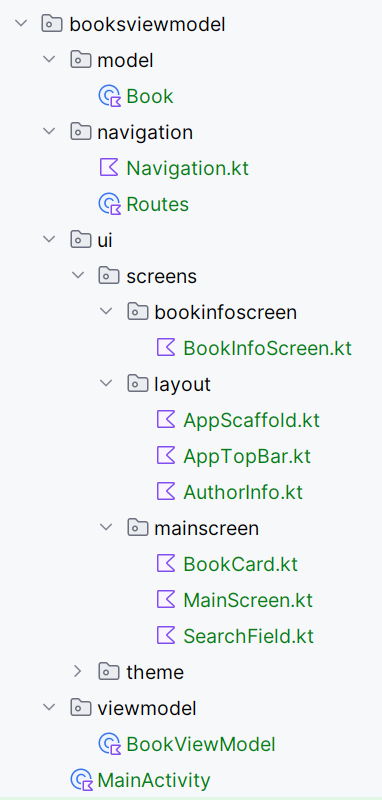 booksviewmodel
model
Book
navigation
Navigation.kt
Routes
ui
screens
bookinfoscreen
BookInfoScreen.kt
layout
AppScaffold.kt
AppTopBar.kt
AuthorInfo.kt
mainscreen
BookCard.kt
MainScreen.kt
SearchField.kt
theme
viewmodel
BookViewModel
MainActivity